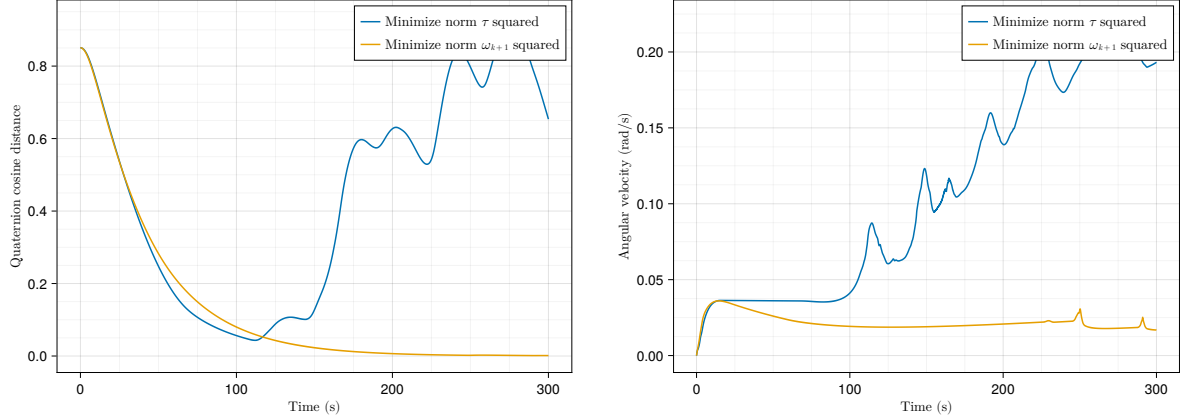 Minimize norm τ squared
Minimize norm ωₖ₊₁ squared
Quaternion cosine distance
0.8
0.6
0.4
0.2
0.0
0
100
200
300
Time (s)
Minimize norm τ squared
Minimize norm ωₖ₊₁ squared
Angular velocity (rad/s)
0.20
0.15
0.10
0.05
0.00
0
100
200
300
Time (s)